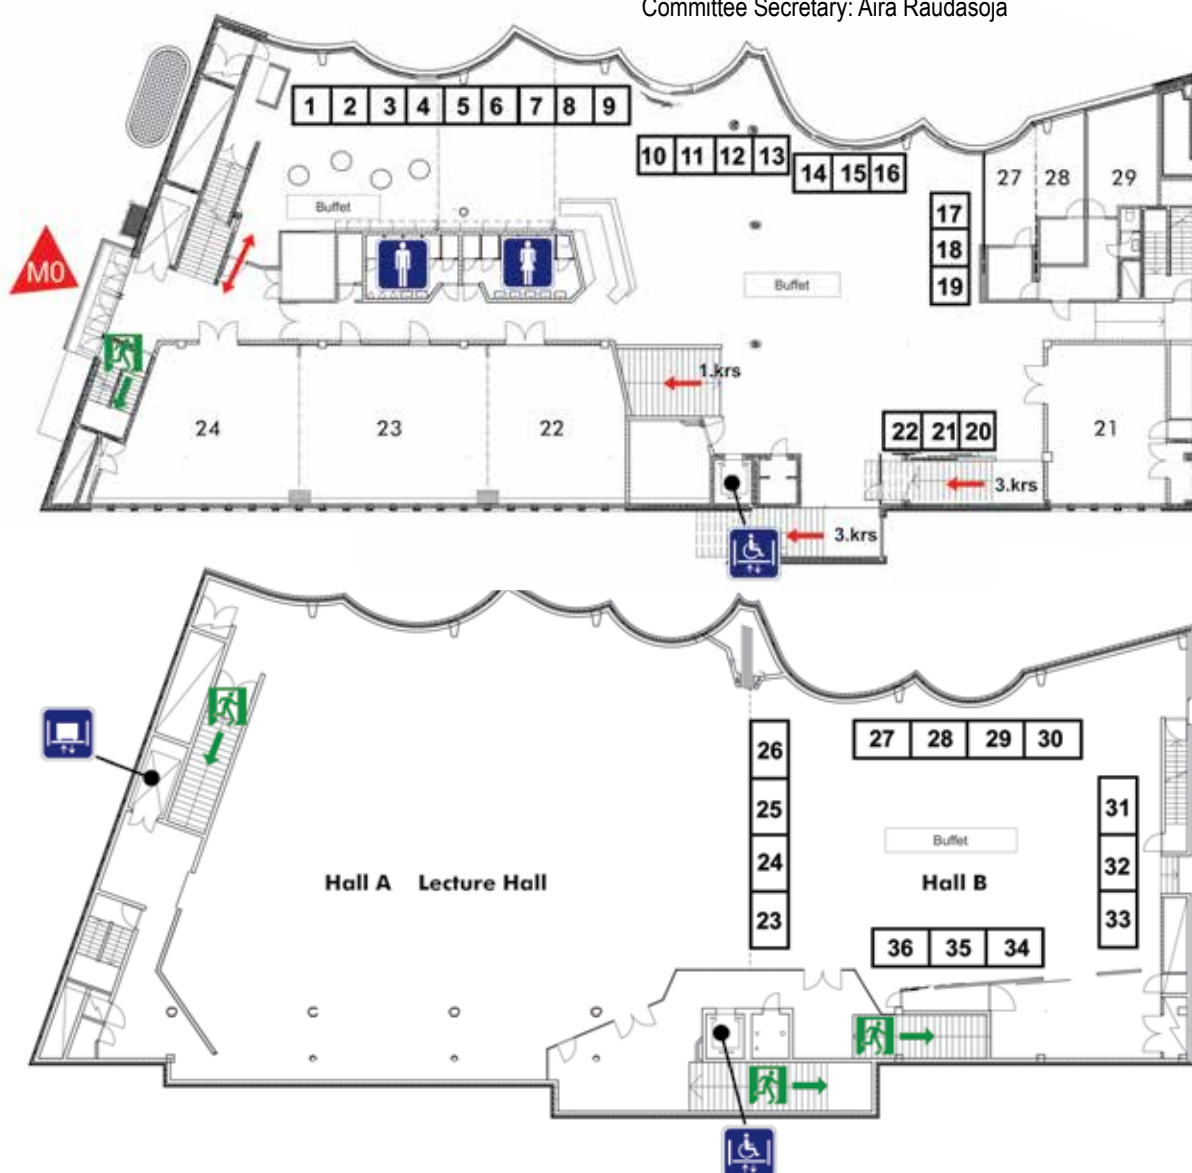 Committee Secretary: Aira Raudasoja
1 2 3 4 5 6 7 8 9
10 11 12 13
14 15 16
27 28 29
17
18
19
Buffet
M0
Buffet
1.krs
24 23 22
22 21 20
21
3.krs
3.krs
26
25
24
23
27 28 29 30
31
32
33
Buffet
Hall A Lecture Hall
Hall B
36 35 34